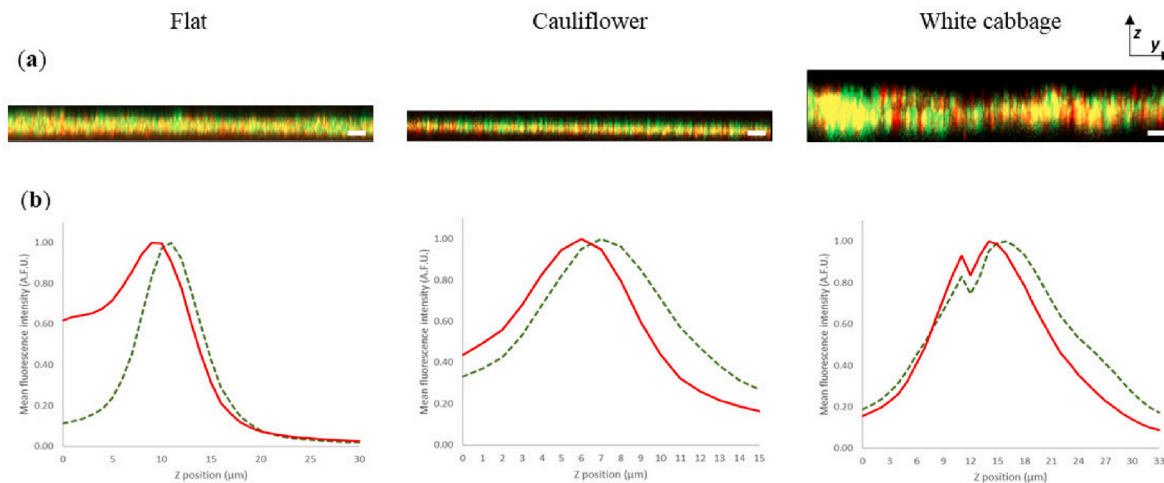 Flat Cauliflower White cabbage
z
y
(a)
(b)
1.00 1.00 1.00
0.80 0.80 0.80
0.60 0.60 0.60
0.40 0.40 0.40
0.20 0.20 0.20
0.00 0.00 0.00
Mean fluorescence intensity (A.F.U.) Mean fluorescence intensity (A.F.U.) Mean fluorescence intensity (A.F.U.)
0 5 10 15 20 25 30 0 1 2 3 4 5 6 7 8 9 10 11 12 13 14 15 0 3 6 9 12 15 18 21 24 27 30 33
Z position (μm) Z position (μm) Z position (μm)